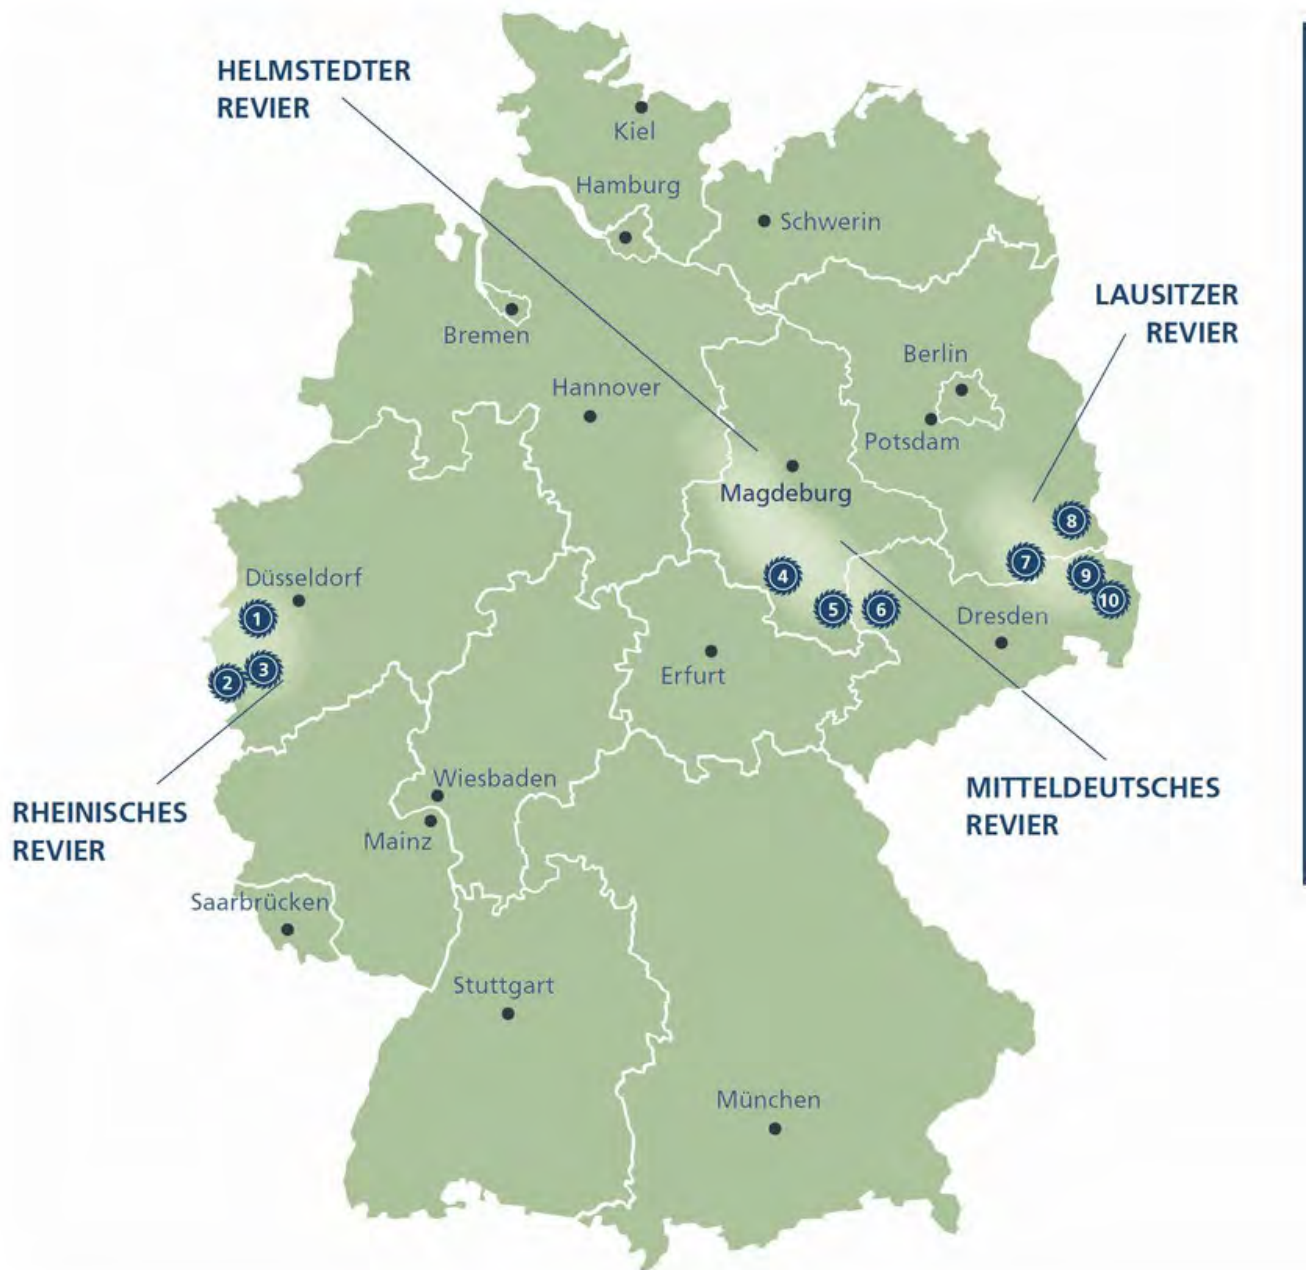 HELMSTEDTER
REVIER
Kiel
Hamburg
Schwerin
LAUSITZER
REVIER
Bremen
Berlin
Hannover
Potsdam
Magdeburg
8
7
9
10
4
5
6
Düsseldorf
1
2
3
Dresden
Erfurt
RHEINISCHES
REVIER
Wiesbaden
Mainz
MITTELDEUTSCHES
REVIER
Saarbrücken
Stuttgart
München